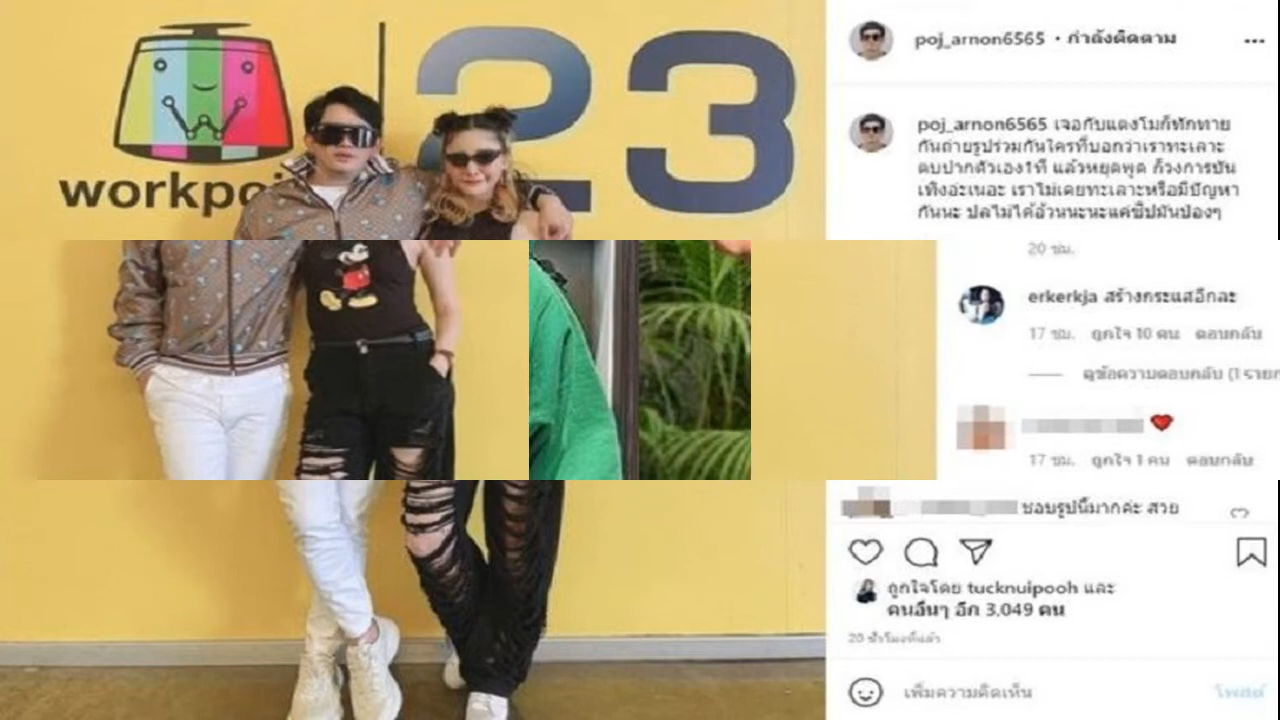 workpoi
23
poj_arnon6565 • กำลังติดตาม
poj_arnon6565 เจอกับแตงโมก็ทักทาย
กันถ่ายรูปร่วมกันใครที่บอกว่าเราทะเลาะ
ตบปากตัวเอง1ที แล้วหยุดพูด ก็วงการบัน
เทิงอ่ะเนอะ เราไม่เคยทะเลาะหรือมีปัญหา
กันนะ ปลไม่ได้อ้วนนะนะแค่ซิปมันป่องๆ
20 ชม.
erkerkja สร้างกระแสอีกละ
17 ชม. ถูกใจ 10 คน ตอบกลับ
ดูข้อความตอบกลับ (1 ราย
17 ชม. ถูกใจ 1 คน ตอบกลับ
ชอบรูปนี้มากค่ะ สวย
ถูกใจโดย tucknuipooh และ
คนอื่นๆ อีก 3,049 คน
20 ชั่วโมงที่แล้ว
เพิ่มความคิดเห็น
โพสต์